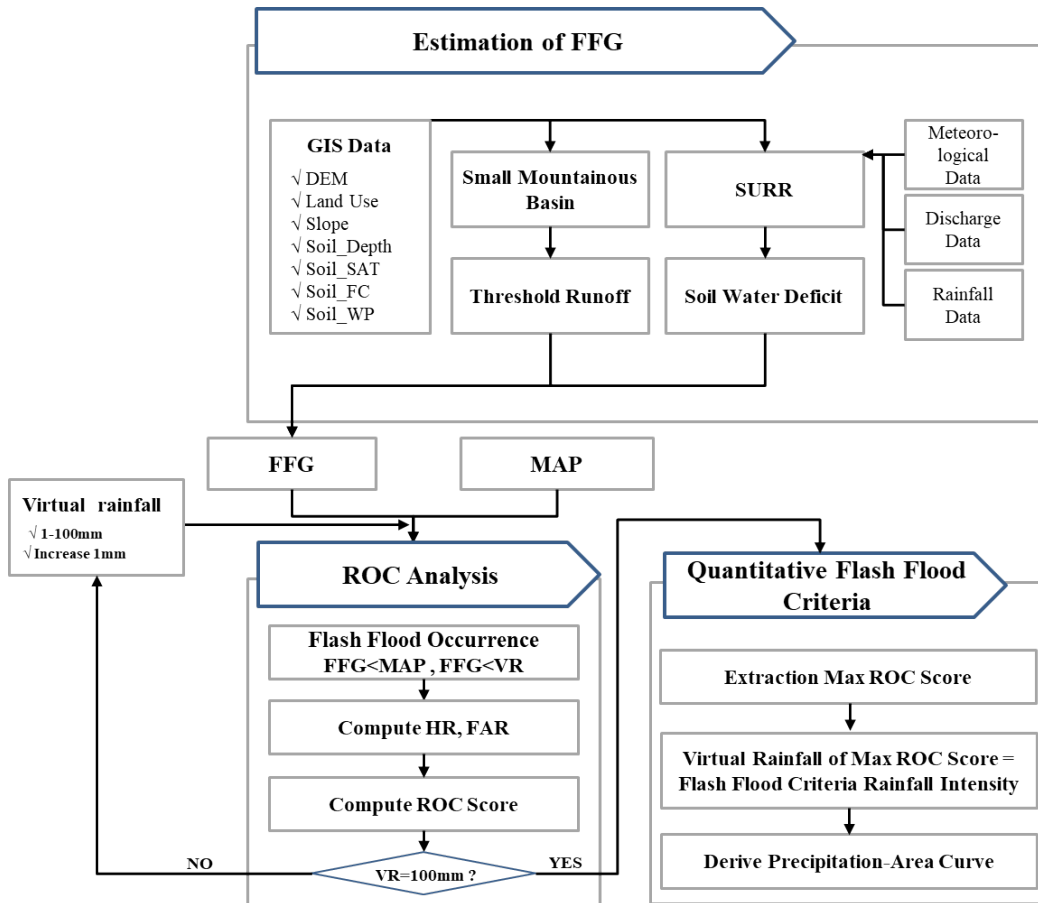 Estimation of FFG
GIS Data
√ DEM
√ Land Use
√ Slope
√ Soil_Depth
√ Soil_SAT
√ Soil_FC
√ Soil_WP
Small Mountainous
Basin
SURR
Meteoro-
logical
Data
Discharge
Data
Rainfall
Data
Threshold Runoff
Soil Water Deficit
FFG
MAP
Virtual rainfall
√ 1-100mm
√ Increase 1mm
ROC Analysis
Flash Flood Occurrence
FFG<MAP , FFG<VR
Compute HR, FAR
Compute ROC Score
VR=100mm ?
NO
YES
Quantitative Flash Flood
Criteria
Extraction Max ROC Score
Virtual Rainfall of Max ROC Score =
Flash Flood Criteria Rainfall Intensity
Derive Precipitation-Area Curve